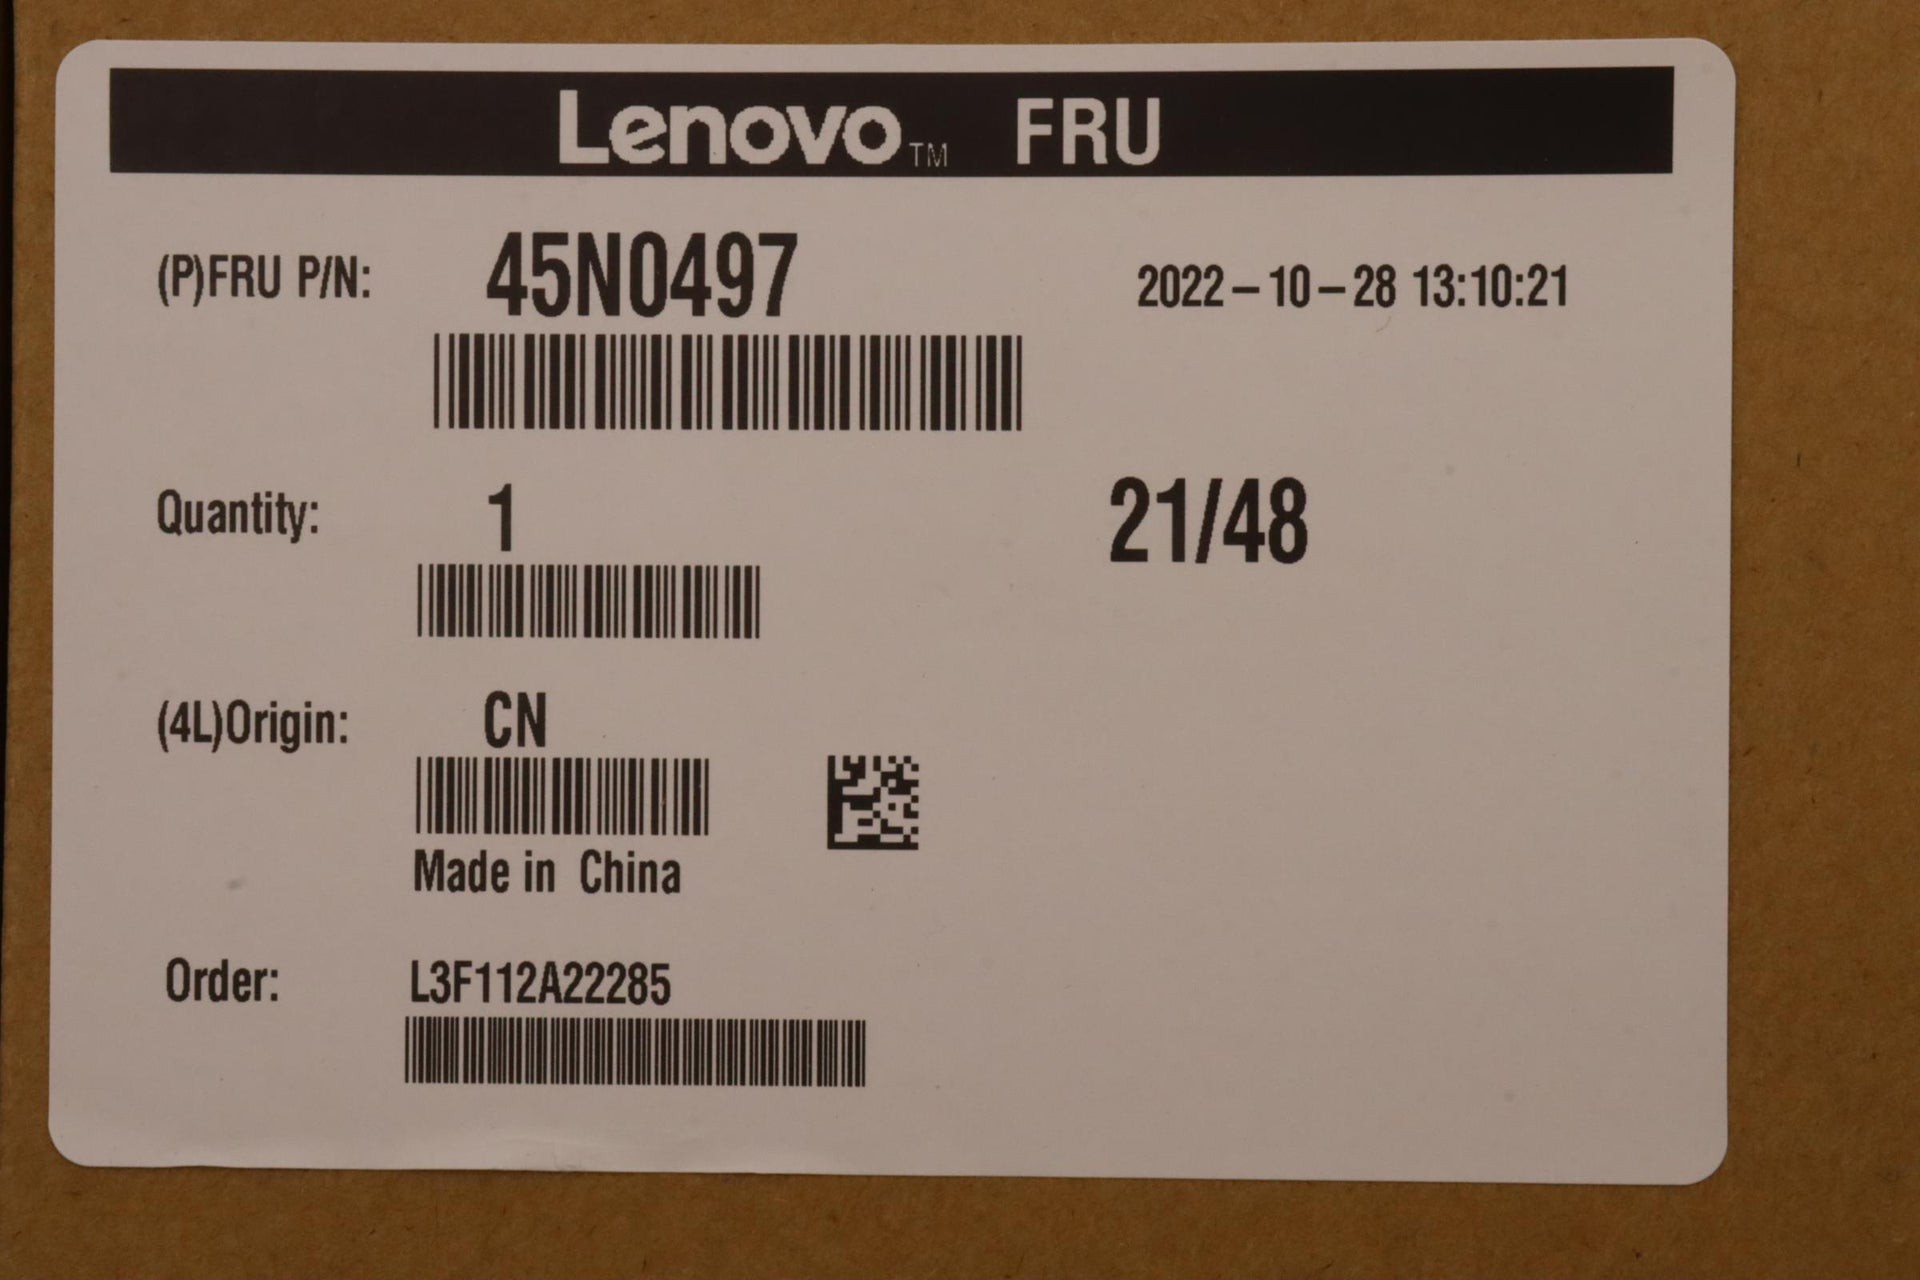 Lenovo™ FRU
(P)FRU P/N: 45N0497 2022-10-28 13:10:21
Quantity: 1 21/48
(4L)Origin: CN
Made in China
Order: L3F112A22285